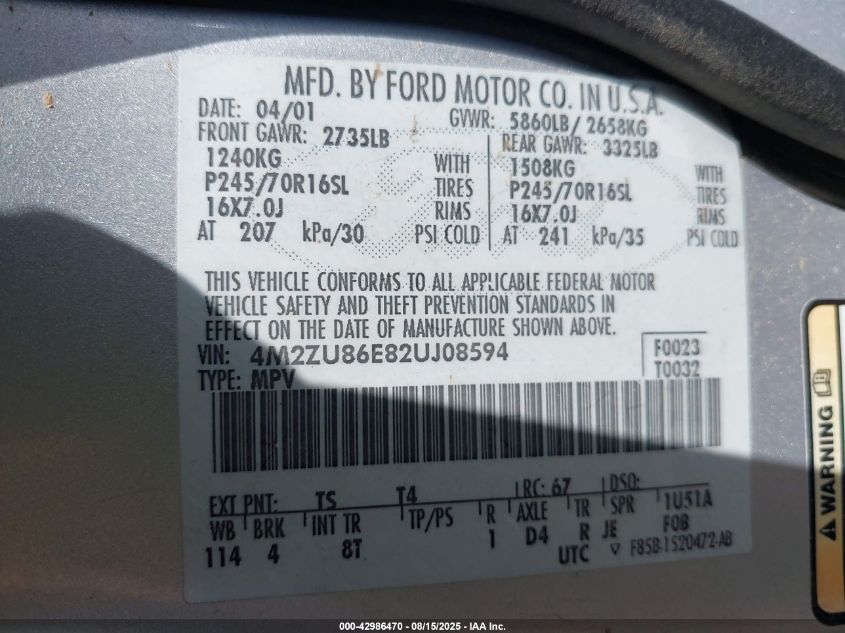 MFD. BY FORD MOTOR CO. IN U.S.A.
DATE: 04/01 GVWR: 5860LB/ 2658KG
FRONT GAWR: 2735LB REAR GAWR: 3325LB
1240KG WITH 1508KG WITH
P245/70R16SL TIRES P245/70R16SL TIRES
16X7.0J RIMS 16X7.0J RIMS
AT 207 kPa/30 PSI COLD AT 241 kPa/35 PSI COLD
THIS VEHICLE CONFORMS TO ALL APPLICABLE FEDERAL MOTOR
VEHICLE SAFETY AND THEFT PREVENTION STANDARDS IN
EFFECT ON THE DATE OF MANUFACTURE SHOWN ABOVE.
VIN: 4M2ZU86E82UJ08594 F0023
TYPE: MPV T0032
EXT PNT: TS T4 RC: 67 DSO:
WB BRK INT TR TP/PS R AXLE TR SPR 1U51A
114 4 8T 1 D4 R JE FOB
UTC F85B-1520472-AB
WARNING
000-42986470 - 08/15/2025 - IAA Inc.